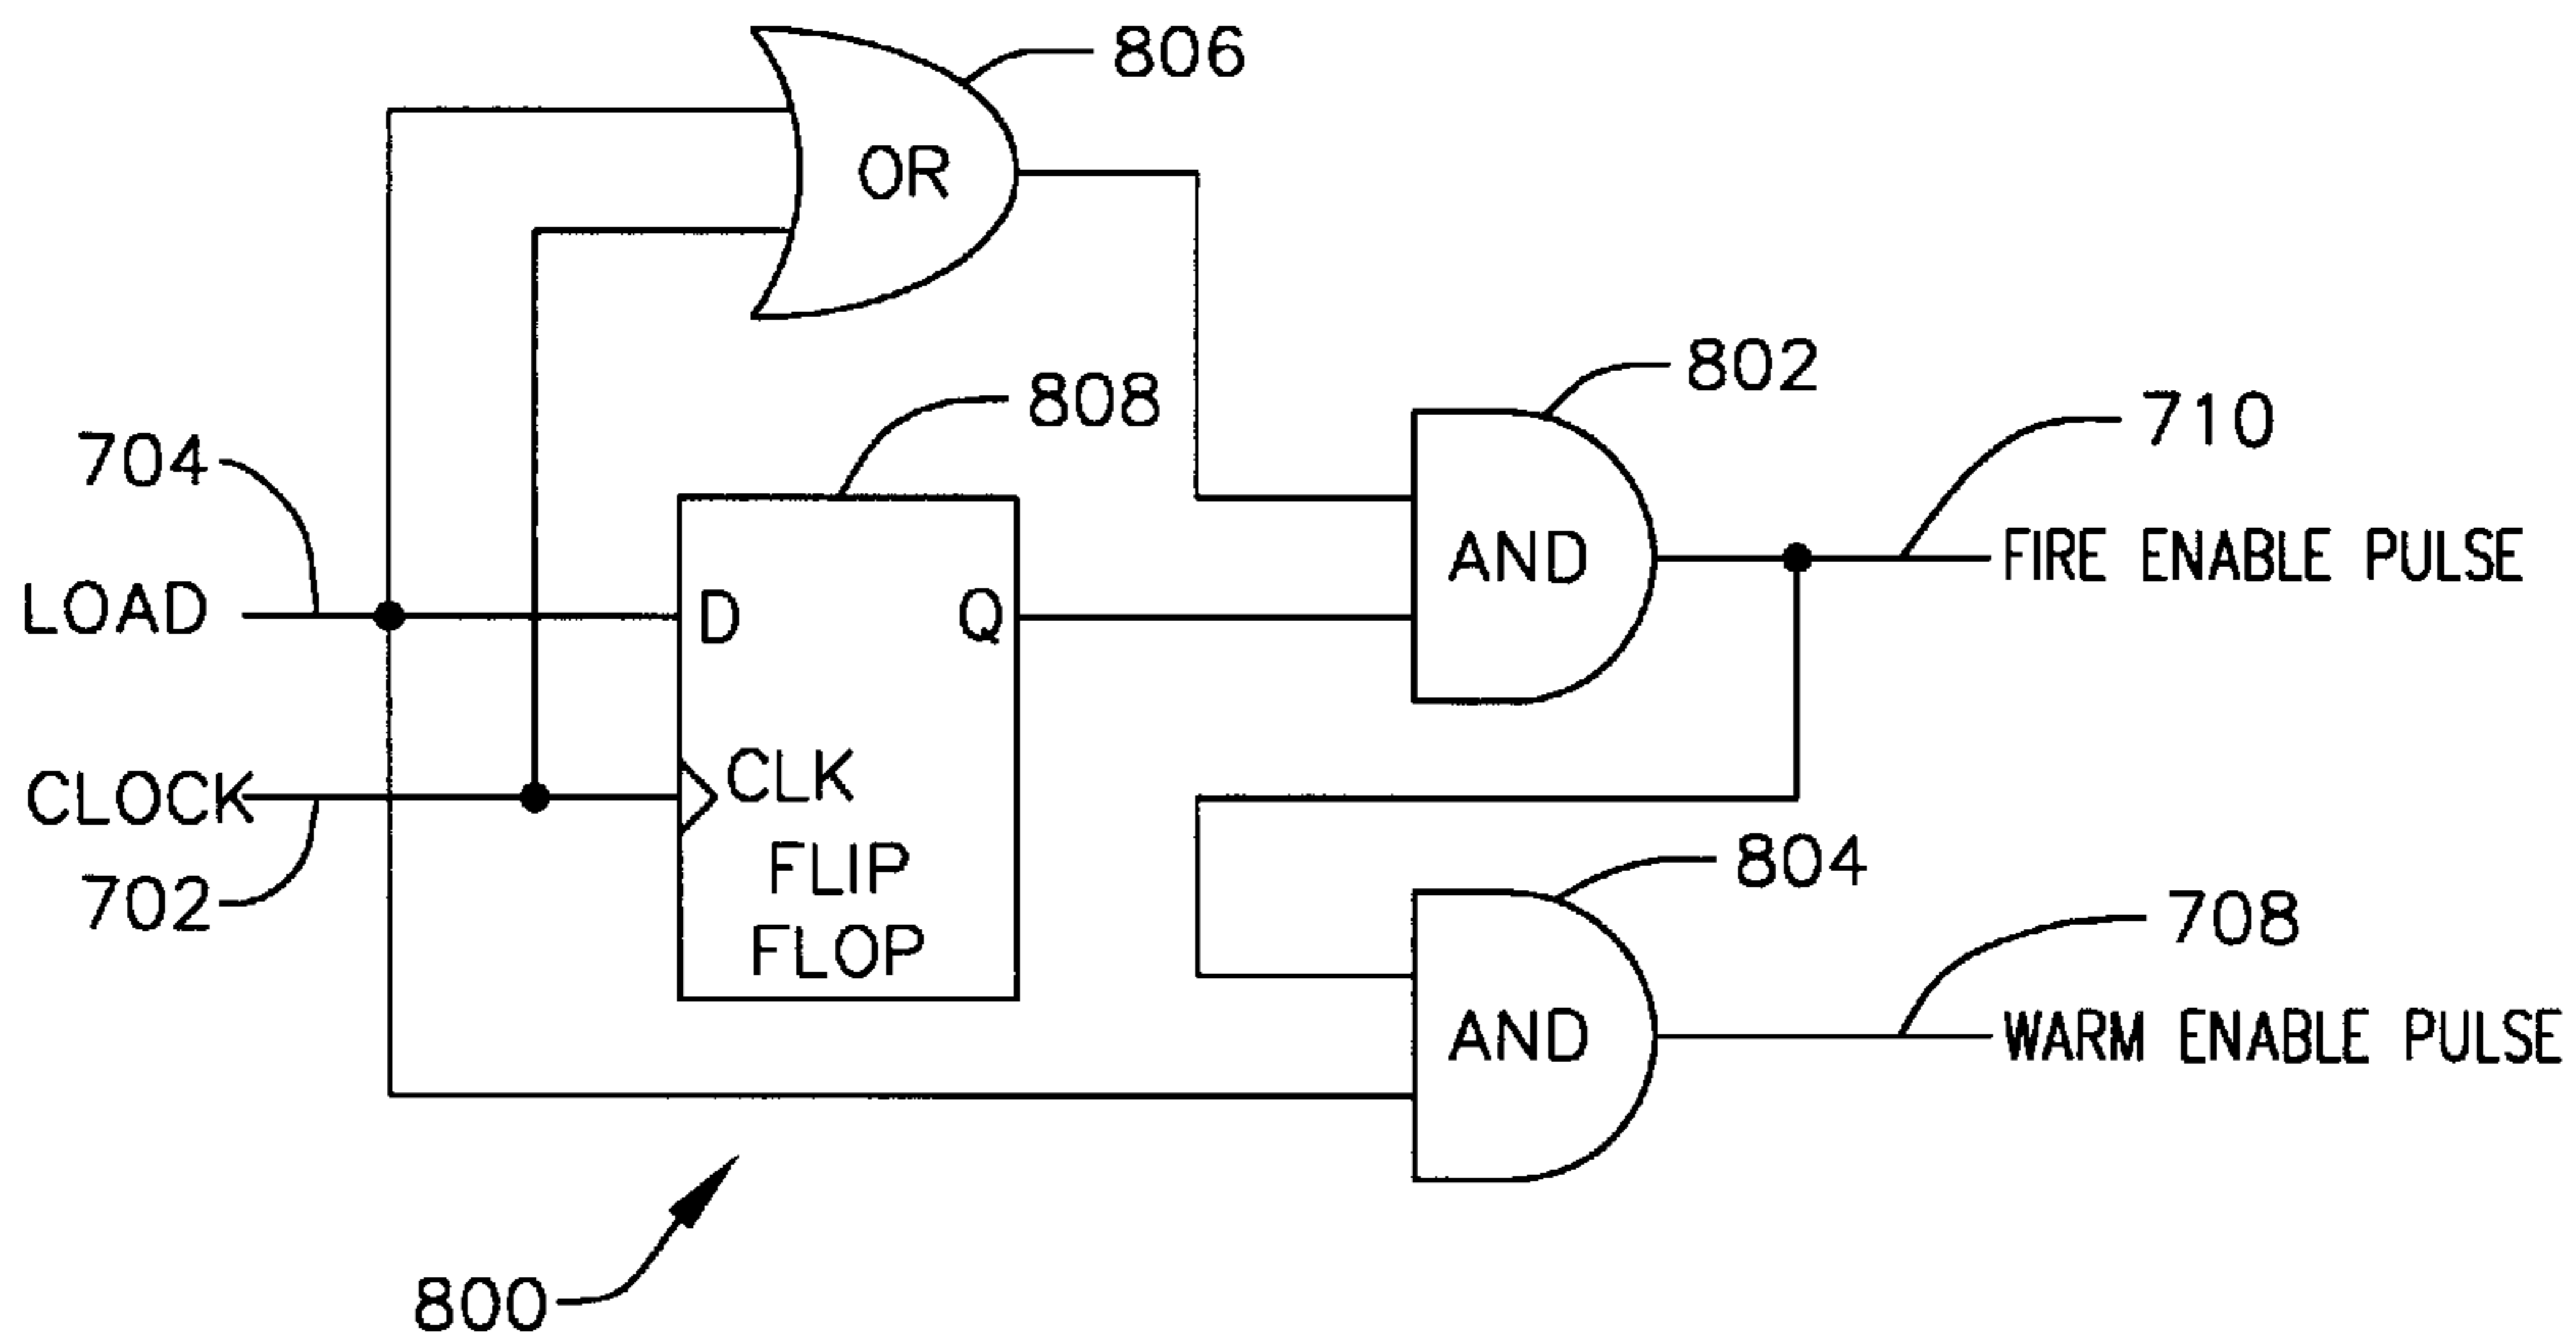 806
OR
802
808
710
704
AND
FIRE ENABLE PULSE
LOAD
D
Q
CLK
CLOCK
804
FLIP
702
708
FLOP
AND
WARM ENABLE PULSE
800